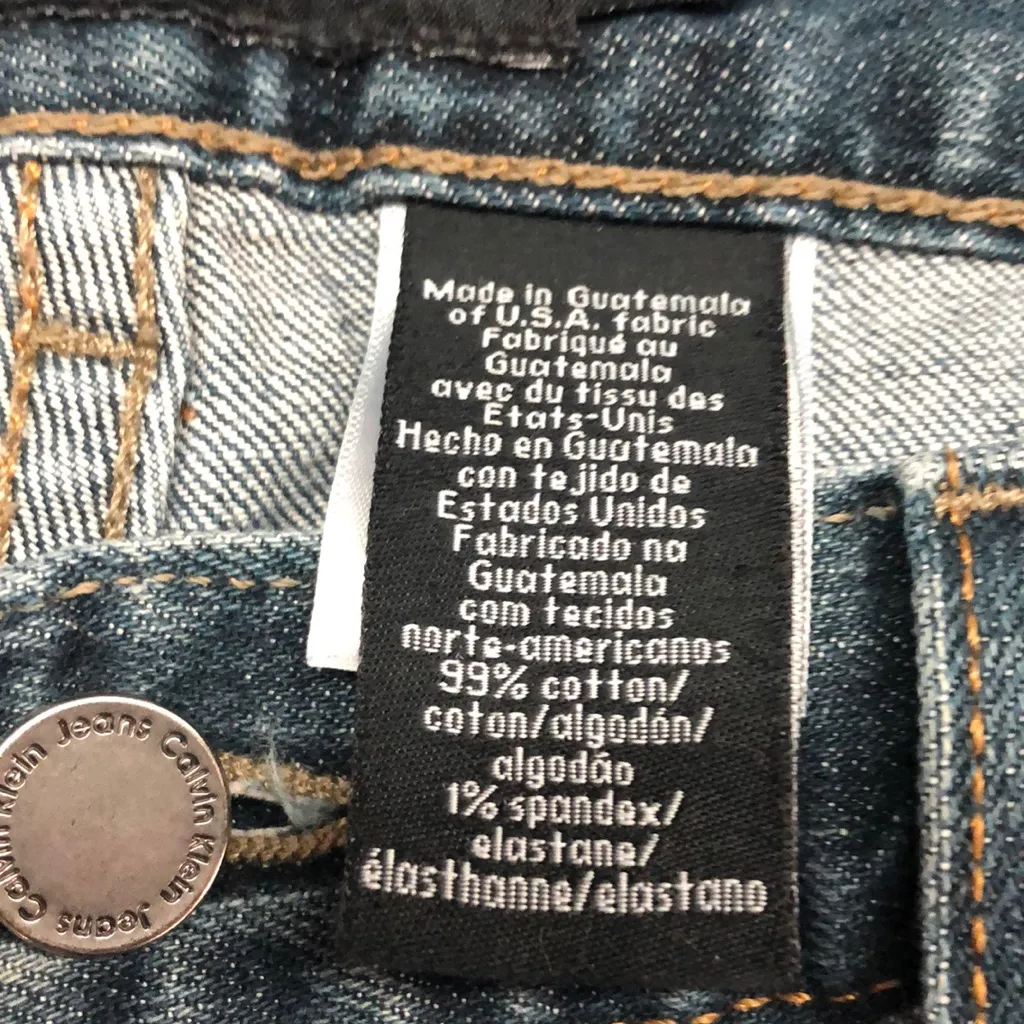 Made in Guatemala
of U.S.A. fabric
Fabriqué au
Guatemala
avec du tissu des
Etats-Unis
Hecho en Guatemala
con tejido de
Estados Unidos
Fabricado na
Guatemala
com tecidos
norte-americanos
99% cotton/
coton/algodón/
algodão
1% spandex/
elastane/
élasthanne/elastano
Calvin Klein Jeans Calvin Klein Jeans